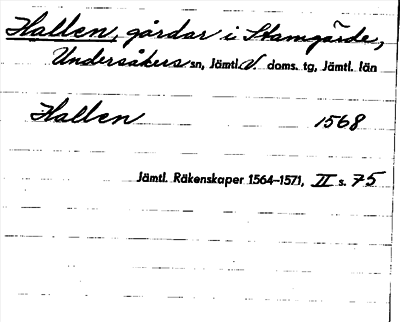 Hallen, gårdar i Stamgärde,
Undersåkers sn, Jämtl. V. doms. tg, Jämtl. län
Hallen 1568
Jämtl. Räkenskaper 1564–1571, II s. 75